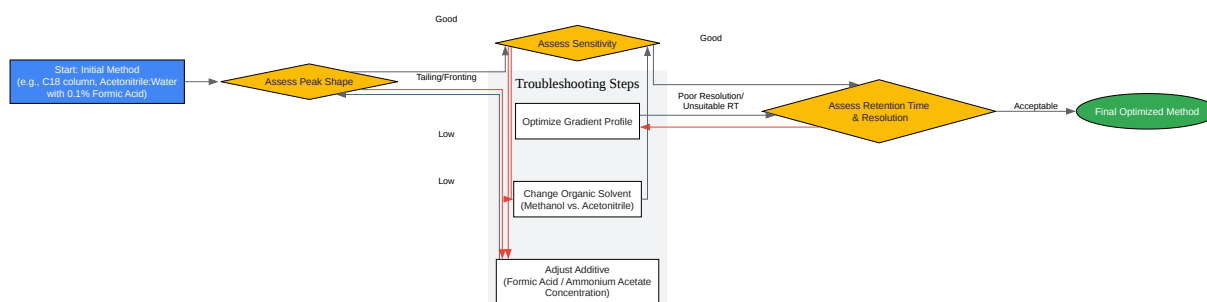 Good
Assess Sensitivity
Good
Start: Initial Method
(e.g., C18 column, Acetonitrile:Water
with 0.1% Formic Acid)
Assess Peak Shape
Tailing/Fronting
Troubleshooting Steps
Poor Resolution/
Unsuitable RT
Assess Retention Time
& Resolution
Acceptable
Final Optimized Method
Optimize Gradient Profile
Low
Low
Change Organic Solvent
(Methanol vs. Acetonitrile)
Adjust Additive
(Formic Acid / Ammonium Acetate
Concentration)